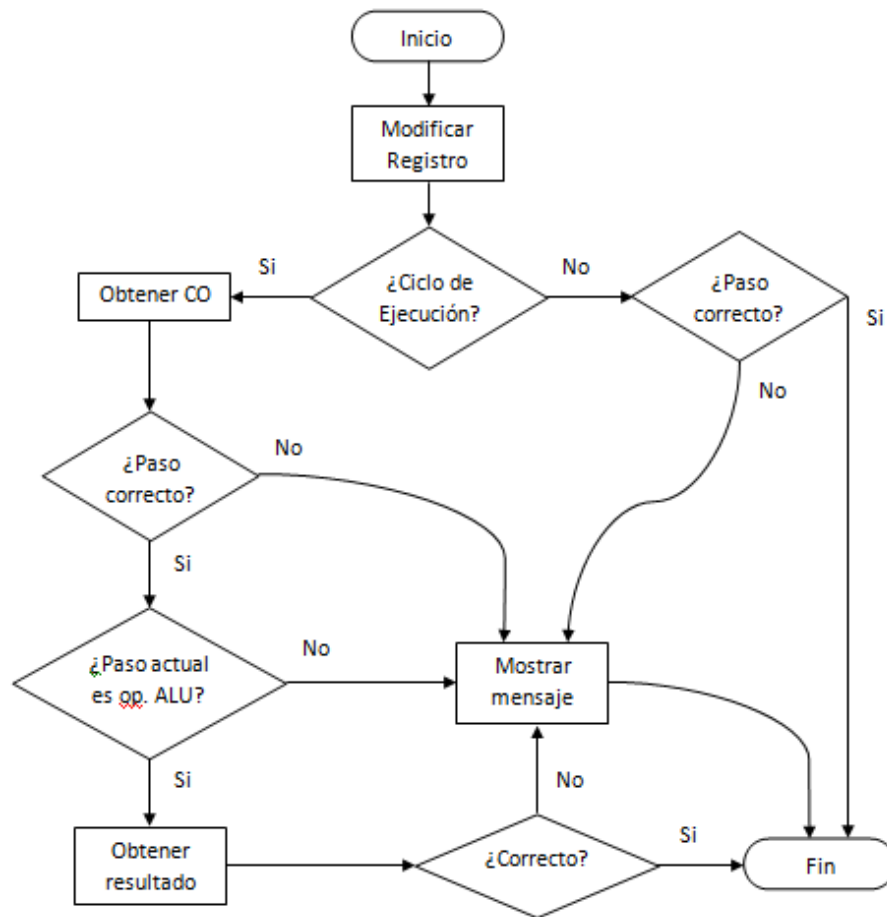 Inicio
Modificar
Registro
Si
¿Ciclo de
Ejecución?
No
¿Paso
correcto?
Si
No
Obtener CO
¿Paso
correcto?
No
Si
¿Paso actual
es op. ALU?
No
Mostrar
mensaje
Si
No
Obtener
resultado
¿Correcto?
Si
Fin